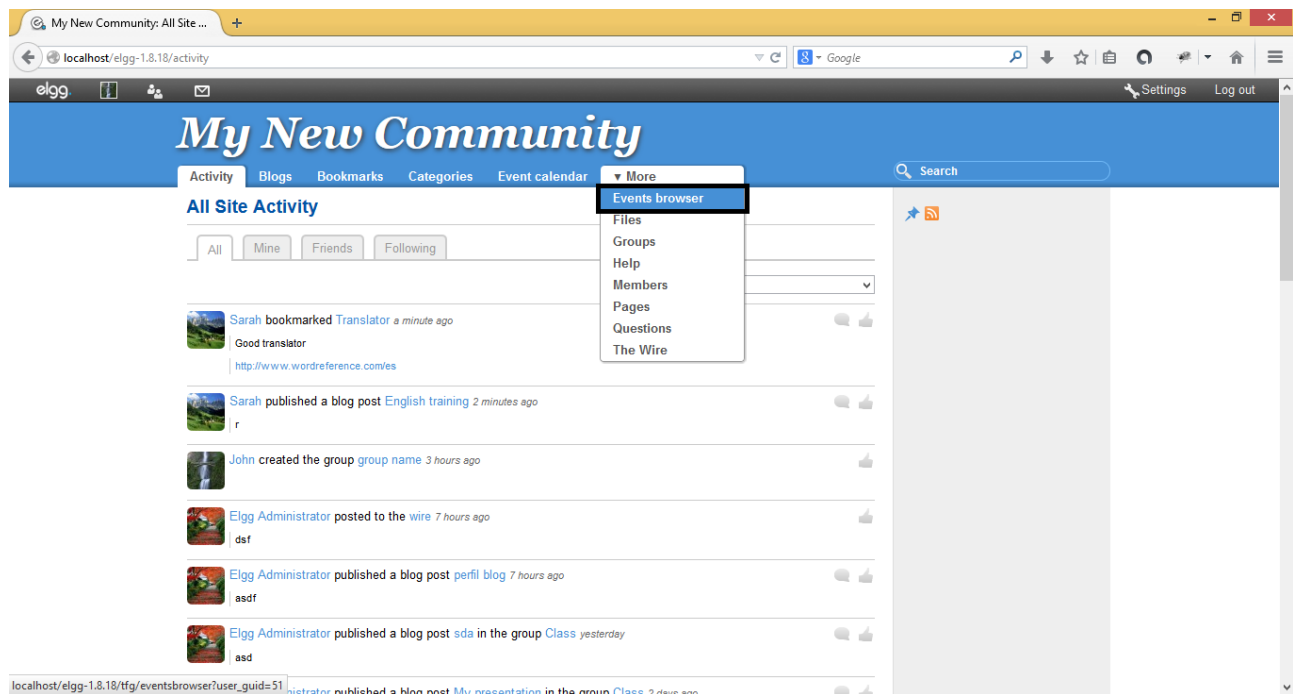 My New Community: All Site ...
localhost/elgg-1.8.18/activity
8 Google
elgg.
Settings Log out
My New Community
Activity Blogs Bookmarks Categories Event calendar ▼ More
Search
Events browser
Files
Groups
Help
Members
Pages
Questions
The Wire
All Site Activity
All Mine Friends Following
Sarah bookmarked Translator a minute ago
Good translator
http://www.wordreference.com/es
Sarah published a blog post English training 2 minutes ago
r
John created the group group name 3 hours ago
Elgg Administrator posted to the wire 7 hours ago
dsf
Elgg Administrator published a blog post perfil blog 7 hours ago
asdf
Elgg Administrator published a blog post sda in the group Class yesterday
asd
localhost/elgg-1.8.18/tfg/eventsbrowser?user_guid=51
published a blog post My presentation in the group Class 2 days ago